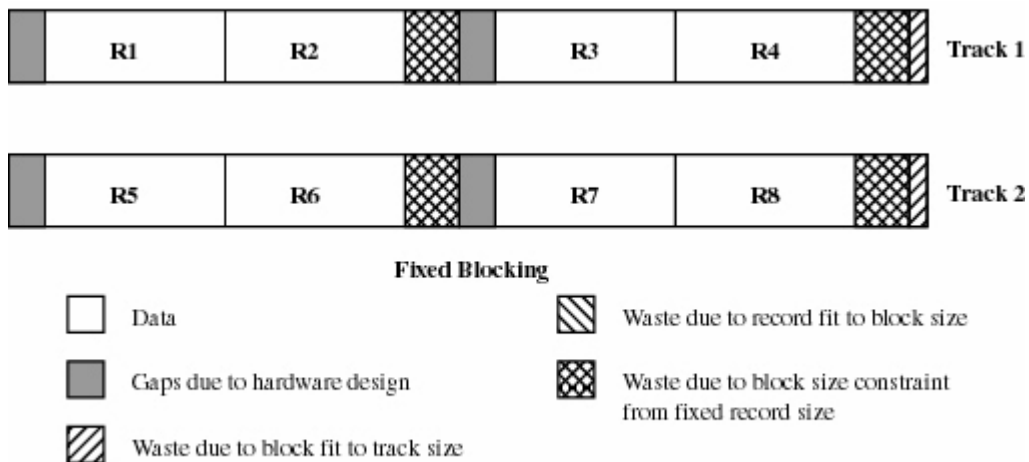 R1 R2 R3 R4 Track 1
R5 R6 R7 R8 Track 2
Fixed Blocking
Data
Waste due to record fit to block size
Gaps due to hardware design
Waste due to block size constraint
from fixed record size
Waste due to block fit to track size